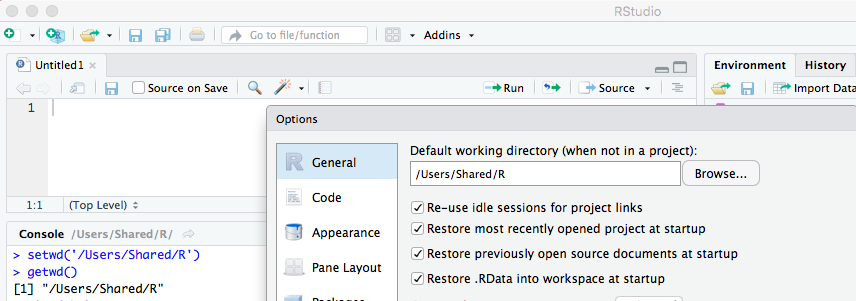 RStudio
Go to file/function
Addins
Untitled1
Environment
History
Source on Save
Run
Source
Import Data
1
Options
Default working directory (when not in a project):
General
/Users/Shared/R
Browse...
Code
Re-use idle sessions for project links
1:1
(Top Level)
Restore most recently opened project at startup
Appearance
Console /Users/Shared/R/
Restore previously open source documents at startup
> setwd('/Users/Shared/R')
> getwd()
Pane Layout
Restore .RData into workspace at startup
[1] "/Users/Shared/R"